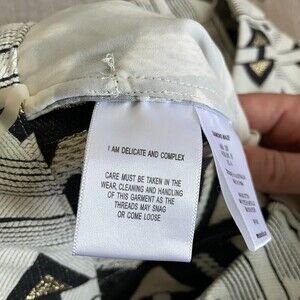 I AM DELICATE AND COMPLEX
CARE MUST BE TAKEN IN THE
WEAR, CLEANING AND HANDLING
OF THIS GARMENT AS THE
THREADS MAY SNAG
OR COME LOOSE